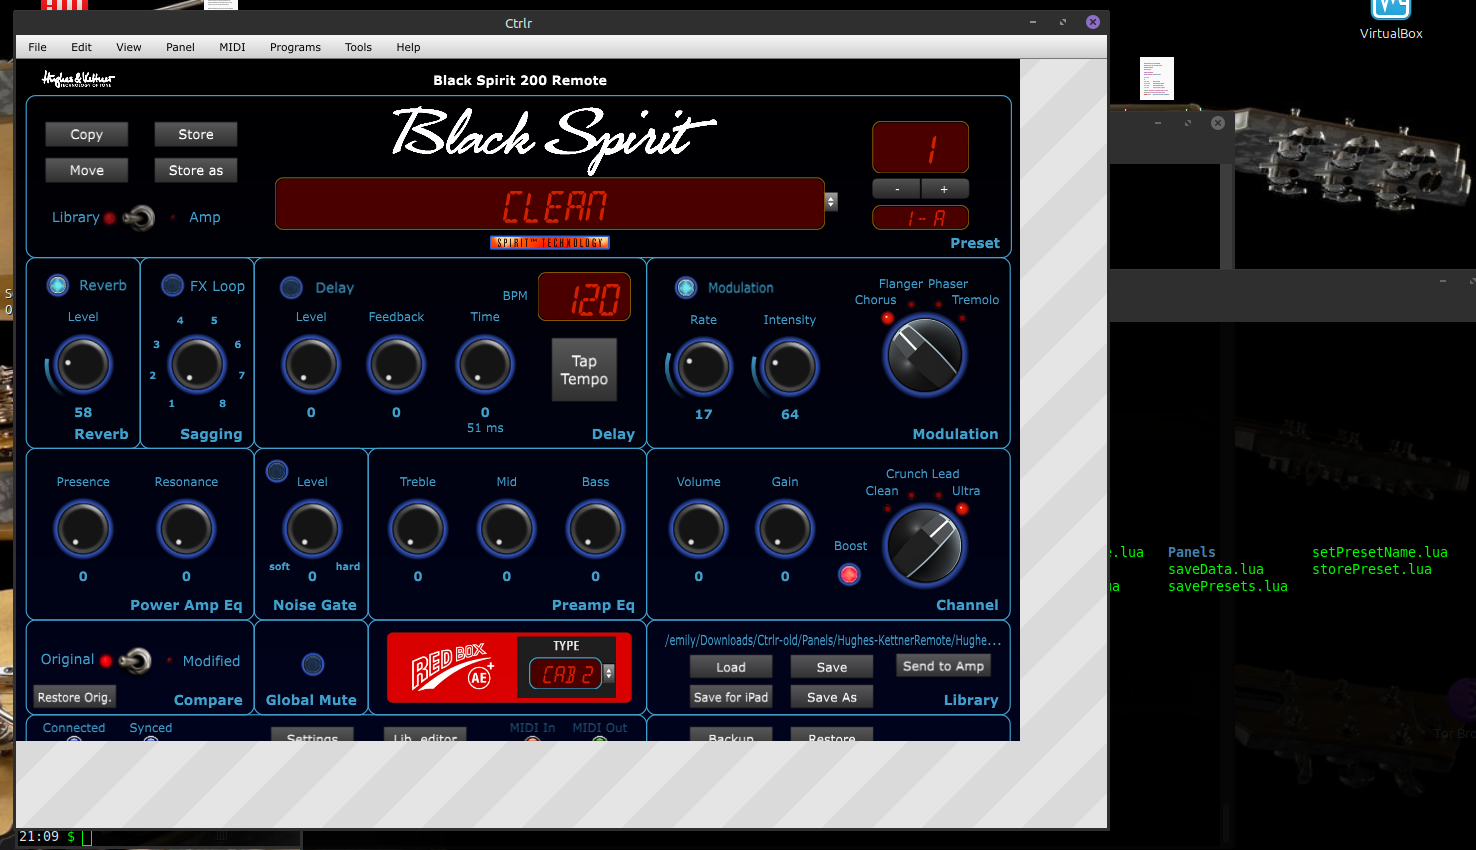 Ctrlr
VirtualBox
File Edit View Panel MIDI Programs Tools Help
Hughes & Kettner
TECHNOLOGY OF TONE
Black Spirit 200 Remote
Copy Store
Black Spirit
1
Move Store as
- +
CLEAN
Library Amp
1-A
SPIRIT™ TECHNOLOGY
Preset
Reverb FX Loop Delay BPM 120 Modulation
Flanger Phaser
Chorus Tremolo
Level
4 5
3 6
2 7
1 8
Level Feedback Time
Tap
Tempo
Rate Intensity
58
0 0 0
51 ms
17 64
Reverb Sagging Delay Modulation
Presence Resonance Level Treble Mid Bass Volume Gain
Crunch Lead
Clean Ultra
Boost
soft hard
0 0 0 0 0 0 0 0
Power Amp Eq Noise Gate Preamp Eq Channel
e.lua Panels setPresetName.lua
saveData.lua storePreset.lua
ua savePresets.lua
Original Modified
Restore Orig. Compare
Global Mute
RED BOX
AE+
TYPE
CAB 2
/emily/Downloads/Ctrlr-old/Panels/Hughes-KettnerRemote/Hughe...
Load Save Send to Amp
Save for iPad Save As Library
Connected Synced Settings Lib. editor MIDI In MIDI Out Backup Restore
Tor Bro
S
0
21:09 $